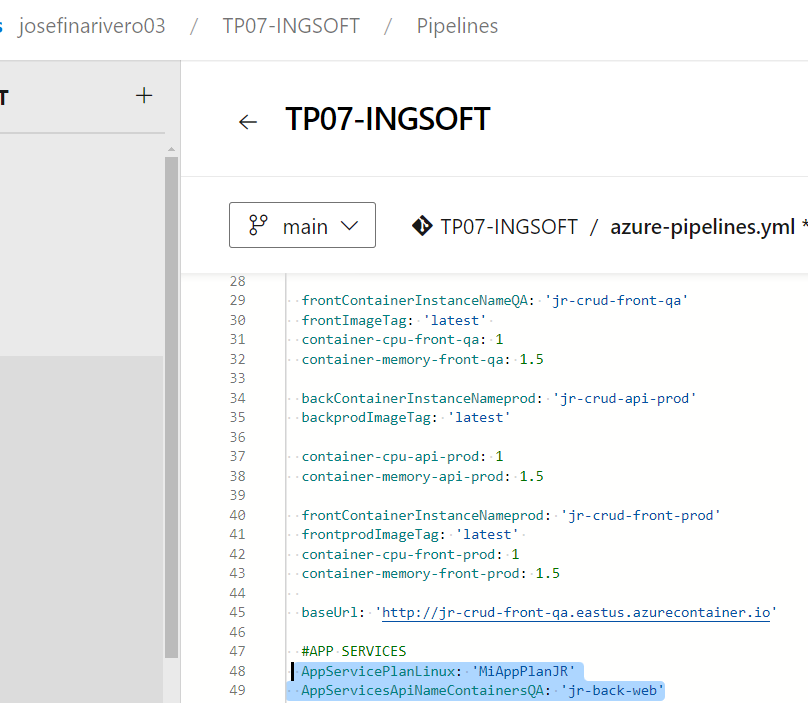 s josefinarivero03 / TP07-INGSOFT / Pipelines
T +
← TP07-INGSOFT
main TP07-INGSOFT / azure-pipelines.yml *
28
29 frontContainerInstanceNameQA: 'jr-crud-front-qa'
30 frontImageTag: 'latest'
31 container-cpu-front-qa: 1
32 container-memory-front-qa: 1.5
33
34 backContainerInstanceNameprod: 'jr-crud-api-prod'
35 backprodImageTag: 'latest'
36
37 container-cpu-api-prod: 1
38 container-memory-api-prod: 1.5
39
40 frontContainerInstanceNameprod: 'jr-crud-front-prod'
41 frontprodImageTag: 'latest'
42 container-cpu-front-prod: 1
43 container-memory-front-prod: 1.5
44
45 baseUrl: 'http://jr-crud-front-qa.eastus.azurecontainer.io'
46
47 #APP SERVICES
48 AppServicePlanLinux: 'MiAppPlanJR'
49 AppServicesApiNameContainersQA: 'jr-back-web'